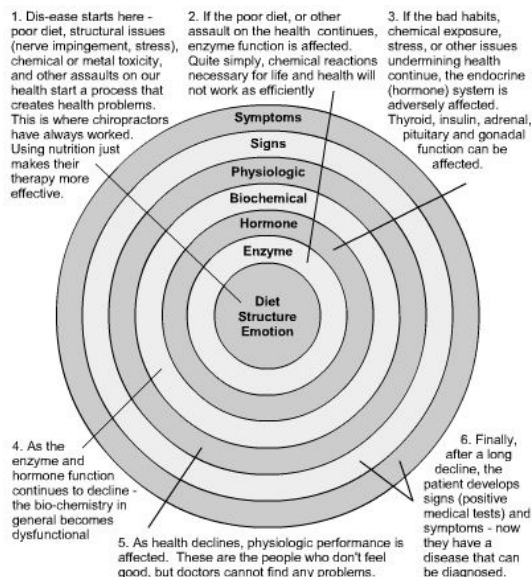 1. Dis-ease starts here -
poor diet, structural issues
(nerve impingement, stress),
chemical or metal toxicity,
and other assaults on our
health start a process that
creates health problems.
This is where chiropractors
have always worked.
Using nutrition just
makes their
therapy more
effective.
2. If the poor diet, or other
assault on the health  continues,
enzyme function is affected.
Quite simply, chemical reactions
necessary for life and health will
not work as efficiently
3. If the bad habits,
chemical exposure,
stress, or other issues
undermining health
continue, the endocrine
(hormone) system is
adversely affected.
Thyroid, insulin, adrenal,
pituitary and gonadal
function can be
affected.
Symptoms
Signs
Physiologic
Biochemical
Hormone
Enzyme
Diet
Structure
Emotion
4. As the
enzyme and
hormone function
continues to decline -
the bio-chemistry in
general becomes
dysfunctional
5. As health declines, physiologic performance is
affected.  These are the people who don't feel
good, but doctors cannot find any problems.
6. Finally,
after a long
decline, the
patient develops
signs (positive
medical tests) and
symptoms - now
they have a
disease that can
be diagnosed.